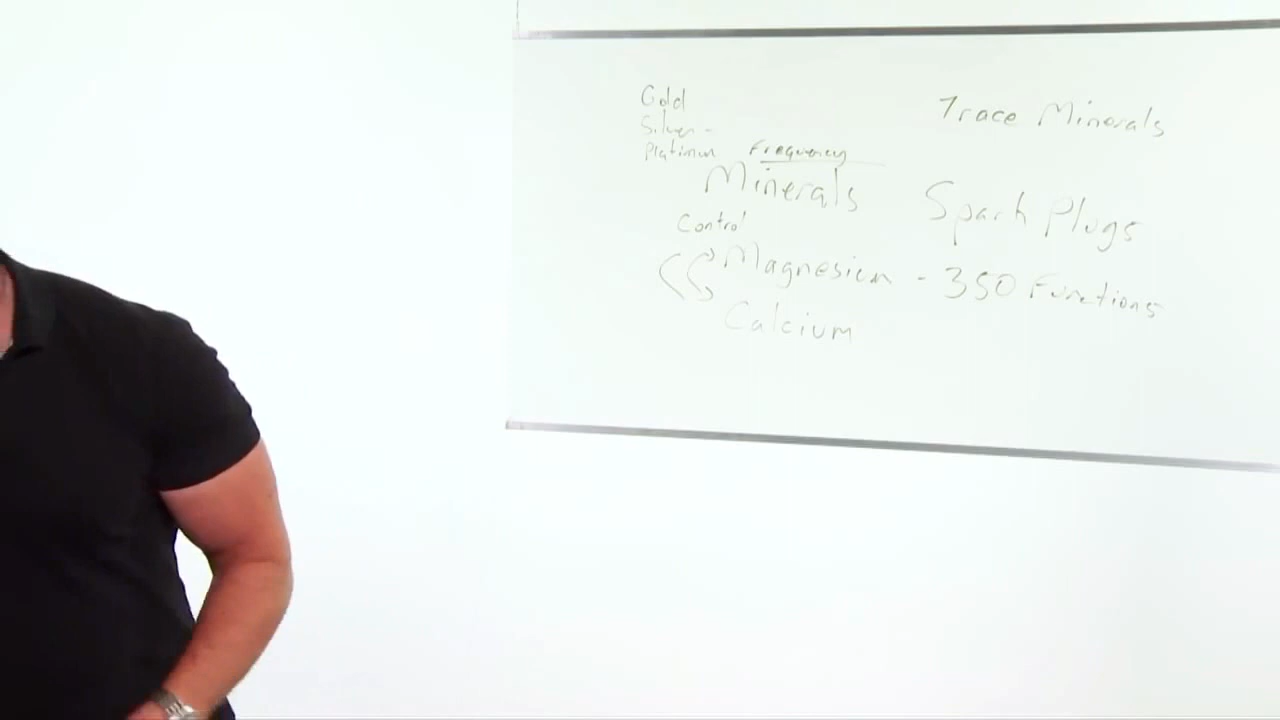 Gold
Silver -
Platinum
Frequency
Trace Minerals
Minerals
Spark Plugs
Control
Magnesium - 350 Functions
Calcium